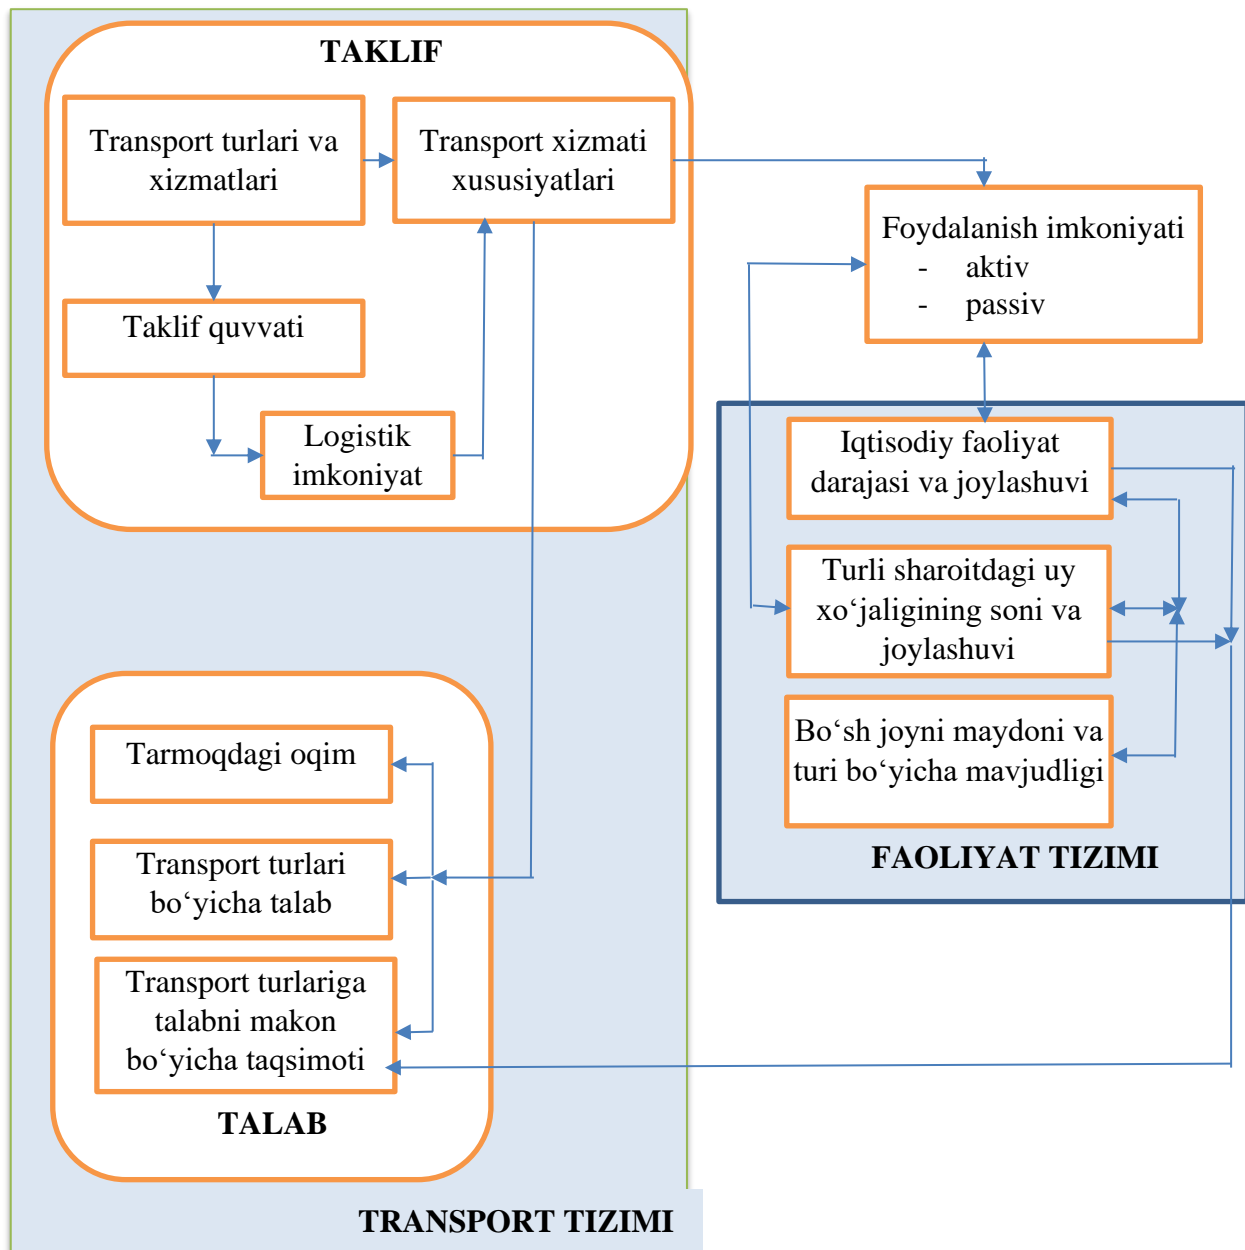 TAKLIF
Transport turlari va
xizmatlari
Transport xizmati
xususiyatlari
Taklif quvvati
Logistik
imkoniyat
Foydalanish imkoniyati
- aktiv
- passiv
Iqtisodiy faoliyat
darajasi va joylashuvi
Turli sharoitdagi uy
xo‘jaligining soni va
joylashuvi
Bo‘sh joyni maydoni va
turi bo‘yicha mavjudligi
FAOLIYAT TIZIMI
Tarmoqdagi oqim
Transport turlari
bo‘yicha talab
Transport turlariga
talabni makon
bo‘yicha taqsimoti
TALAB
TRANSPORT TIZIMI